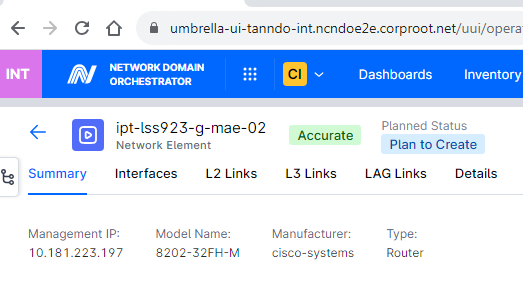 umbrella-ui-tanndo-int.ncndoe2e.corproot.net/uui/opera
INT
NETWORK DOMAIN
ORCHESTRATOR
CI
Dashboards
Inventory
ipt-lss923-g-mae-02
Network Element
Accurate
Planned Status
Plan to Create
Summary
Interfaces
L2 Links
L3 Links
LAG Links
Details
Management IP:
Model Name:
Manufacturer:
Type:
10.181.223.197
8202-32FH-M
cisco-systems
Router